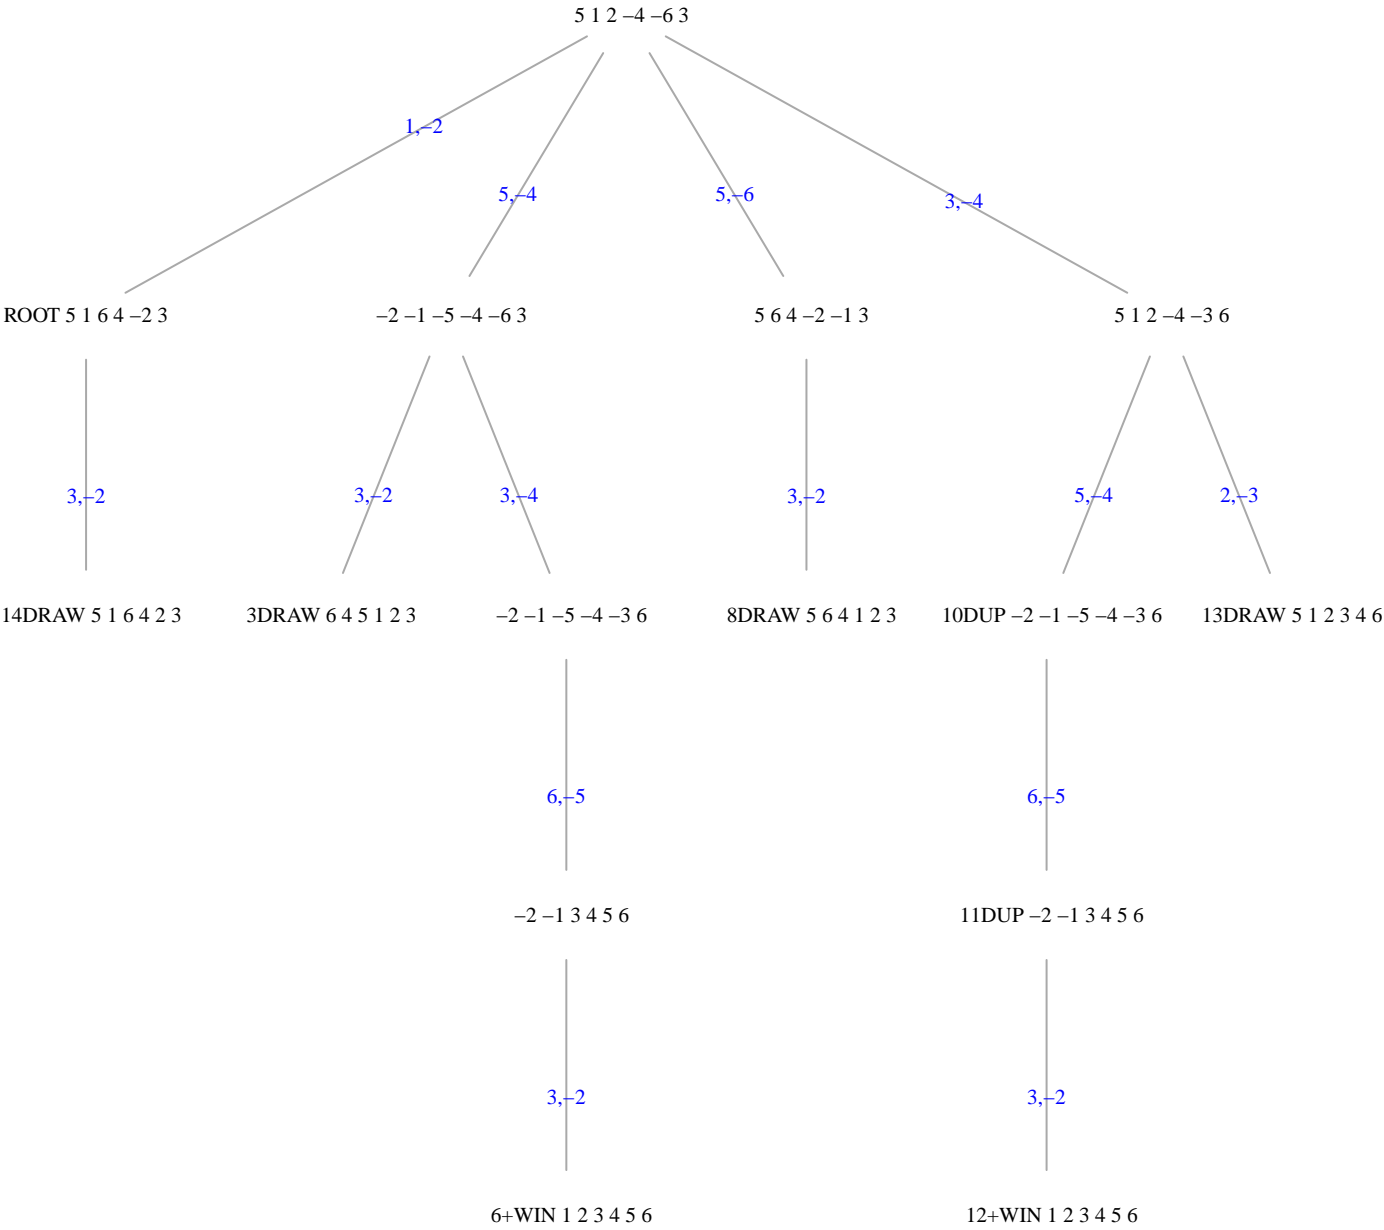 5 1 2 –4 –6 3
1,–2
5,–4
5,–6
3,–4
ROOT 5 1 6 4 –2 3
–2 –1 –5 –4 –6 3
5 6 4 –2 –1 3
5 1 2 –4 –3 6
3,–2
3,–2
3,–4
3,–2
5,–4
2,–3
14DRAW 5 1 6 4 2 3
3DRAW 6 4 5 1 2 3
–2 –1 –5 –4 –3 6
8DRAW 5 6 4 1 2 3
10DUP –2 –1 –5 –4 –3 6
13DRAW 5 1 2 3 4 6
6,–5
6,–5
–2 –1 3 4 5 6
11DUP –2 –1 3 4 5 6
3,–2
3,–2
6+WIN 1 2 3 4 5 6
12+WIN 1 2 3 4 5 6